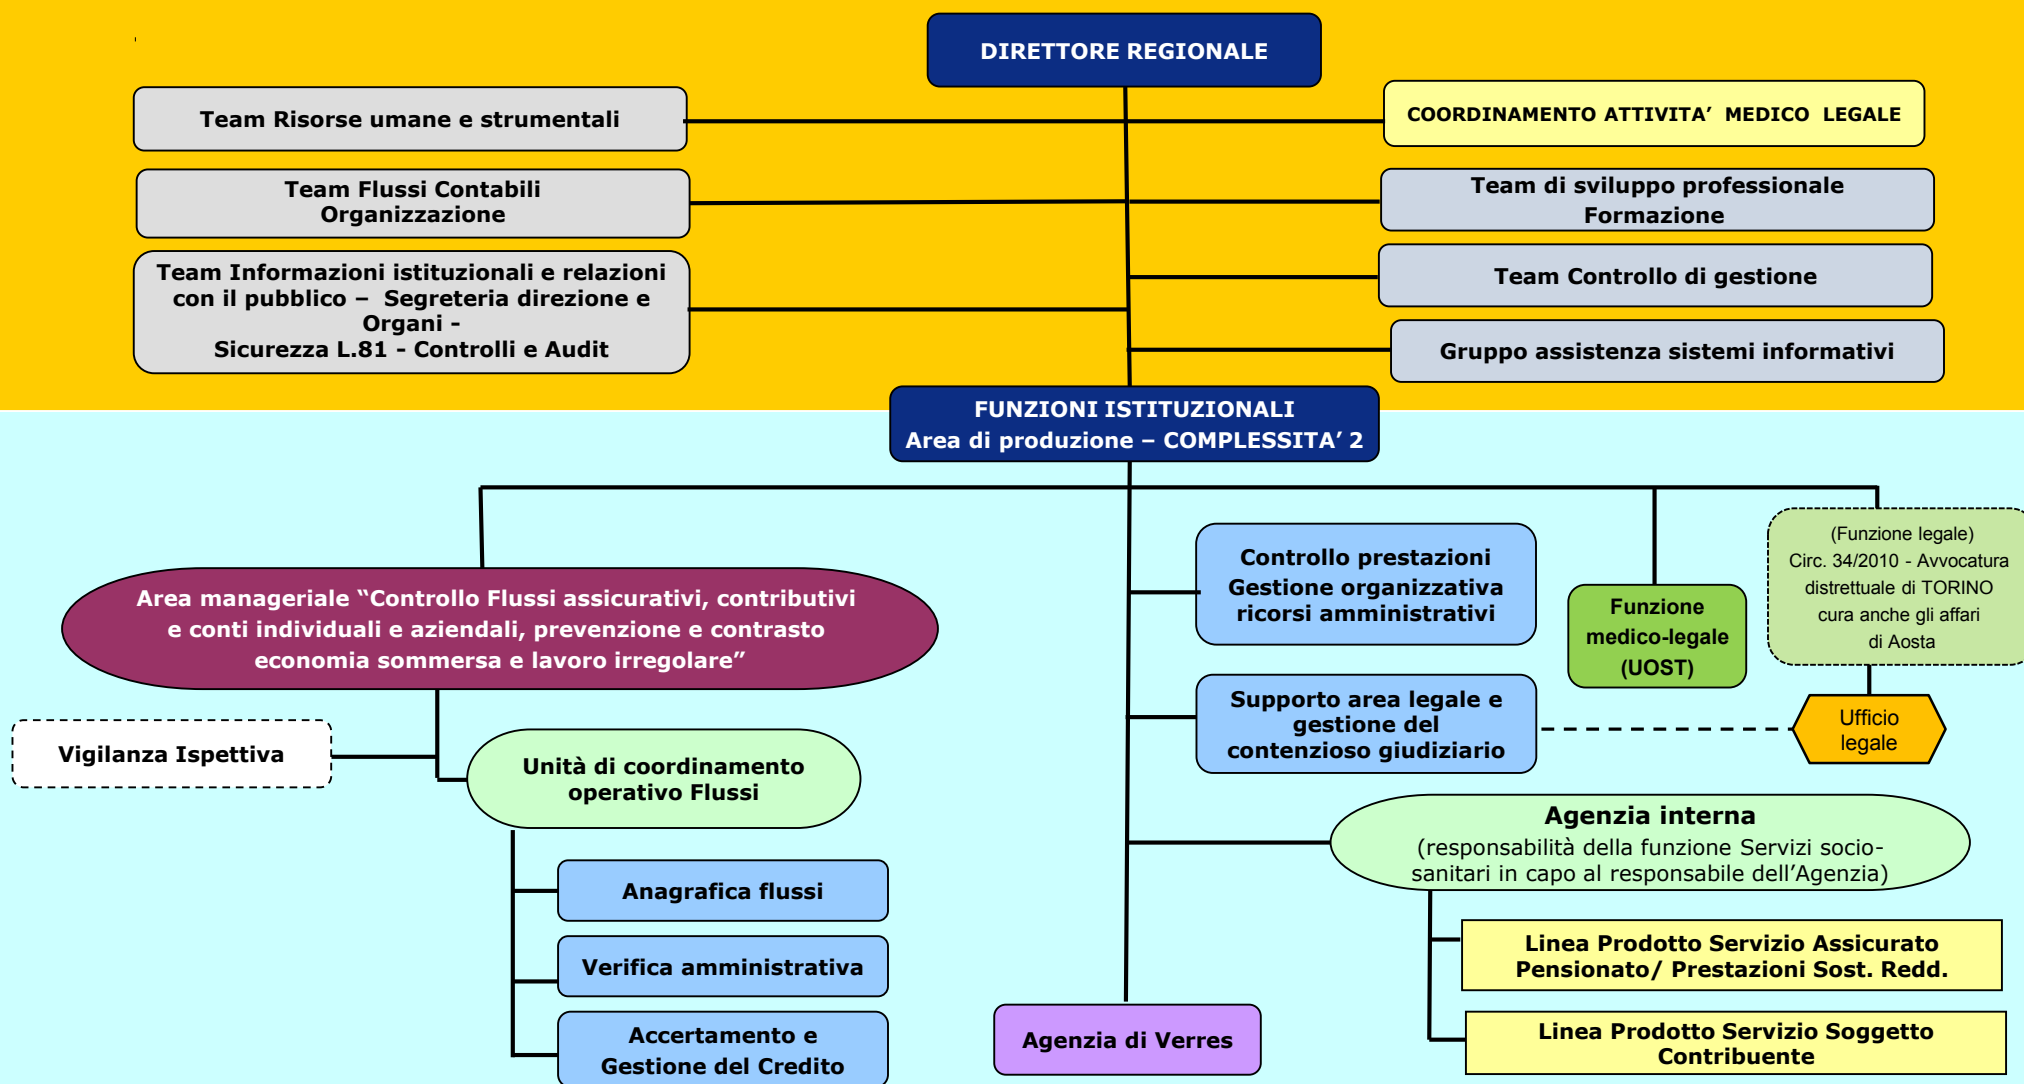 DIRETTORE REGIONALE
Team Risorse umane e strumentali
COORDINAMENTO ATTIVITA’ MEDICO LEGALE
Team Flussi Contabili
Organizzazione
Team di sviluppo professionale
Formazione
Team Informazioni istituzionali e relazioni
con il pubblico – Segreteria direzione e
Organi -
Sicurezza L.81 - Controlli e Audit
Team Controllo di gestione
Gruppo assistenza sistemi informativi
FUNZIONI ISTITUZIONALI
Area di produzione – COMPLESSITA’ 2
Area manageriale “Controllo Flussi assicurativi, contributivi
e conti individuali e aziendali, prevenzione e contrasto
economia sommersa e lavoro irregolare”
Controllo prestazioni
Gestione organizzativa
ricorsi amministrativi
Funzione
medico-legale
(UOST)
(Funzione legale)
Circ. 34/2010 - Avvocatura
distrettuale di TORINO
cura anche gli affari
di Aosta
Supporto area legale e
gestione del
contenzioso giudiziario
Ufficio
legale
Vigilanza Ispettiva
Unità di coordinamento
operativo Flussi
Agenzia interna
(responsabilità della funzione Servizi socio-
sanitari in capo al responsabile dell’Agenzia)
Anagrafica flussi
Verifica amministrativa
Accertamento e
Gestione del Credito
Linea Prodotto Servizio Assicurato
Pensionato/ Prestazioni Sost. Redd.
Linea Prodotto Servizio Soggetto
Contribuente
Agenzia di Verres